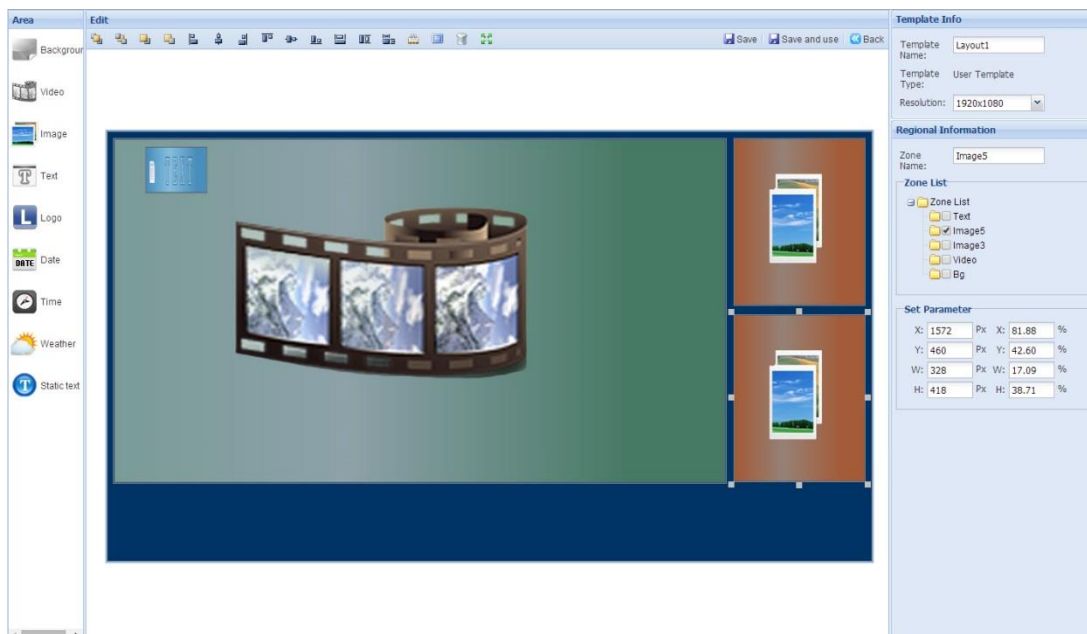 Area
Backgrour
Video
Image
T
Text
L
Logo
DATE
Date
Time
Weather
T
Static text
Edit
Save
Save and use
Back
Template Info
Template Name:
Layout1
Template Type:
User Template
Resolution:
1920x1080
Regional Information
Zone Name:
Image5
Zone List
Zone List
Text
Image5
Image3
Video
Bg
Set Parameter
X: 1572 Px X: 81.88 %
Y: 460 Px Y: 42.60 %
W: 328 Px W: 17.09 %
H: 418 Px H: 38.71 %